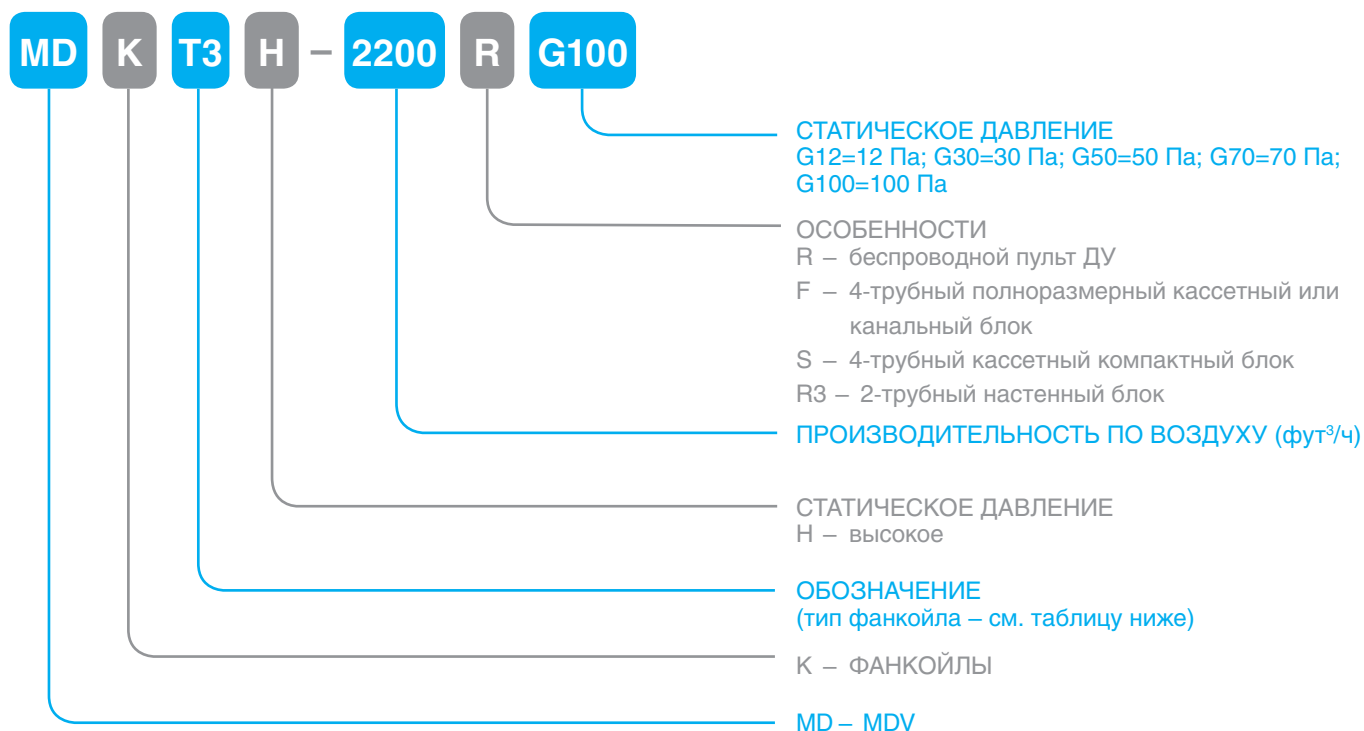 MD K T3 H – 2200 R G100
СТАТИЧЕСКОЕ ДАВЛЕНИЕ
G12=12 Па; G30=30 Па; G50=50 Па; G70=70 Па;
G100=100 Па
ОСОБЕННОСТИ
R – беспроводной пульт ДУ
F – 4-трубный полноразмерный кассетный или
канальный блок
S – 4-трубный кассетный компактный блок
R3 – 2-трубный настенный блок
ПРОИЗВОДИТЕЛЬНОСТЬ ПО ВОЗДУХУ (фут³/ч)
СТАТИЧЕСКОЕ ДАВЛЕНИЕ
H – высокое
ОБОЗНАЧЕНИЕ
(тип фанкойла – см. таблицу ниже)
К – ФАНКОЙЛЫ
MD – MDV